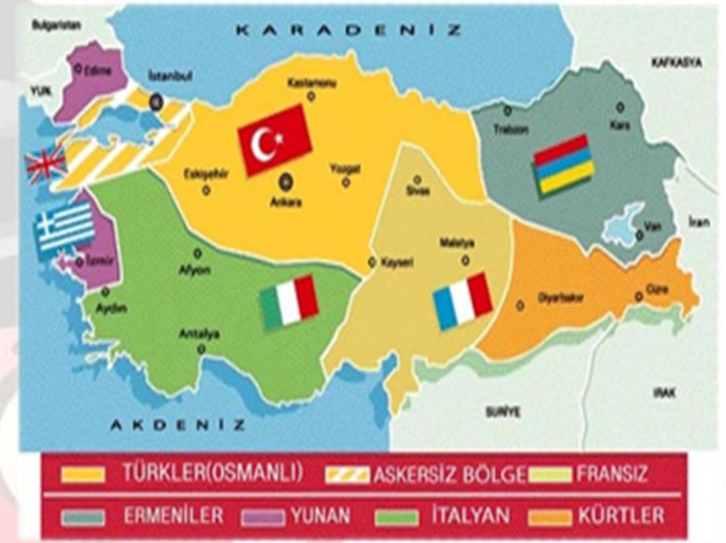 Bulgaristan
KARADENİZ
KAFKASYA
Edirne
İstanbul
YUN.
Kastamonu
Trabzon
Kars
Eskişehir
Yozgat
Ankara
Sivas
İran
Van
İzmir
Afyon
Kayseri
Malatya
Aydın
Diyarbakır
Cizre
Antalya
AKDENİZ
SURİYE
IRAK
TÜRKLER(OSMANLI) ASKERSİZ BÖLGE FRANSIZ
ERMENİLER YUNAN İTALYAN KÜRTLER